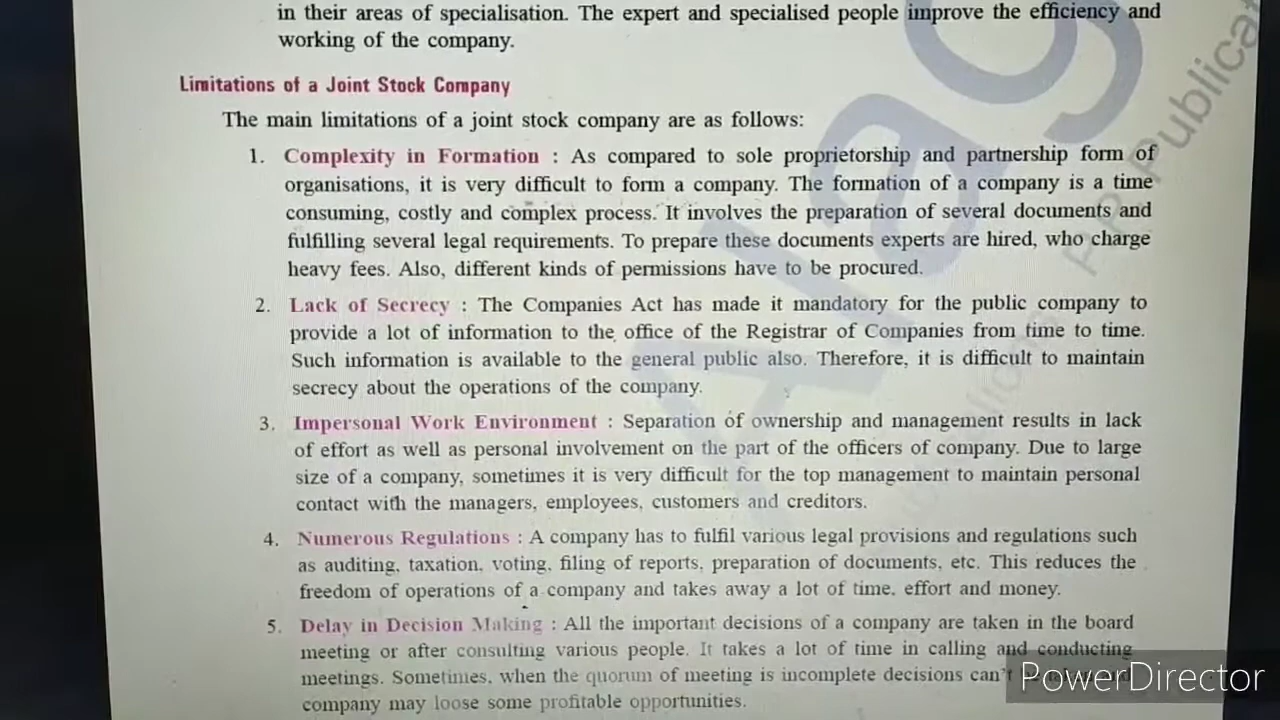 in their areas of specialisation. The expert and specialised people improve the efficiency and
working of the company.
Limitations of a Joint Stock Company
The main limitations of a joint stock company are as follows:
1. Complexity in Formation : As compared to sole proprietorship and partnership form of
organisations, it is very difficult to form a company. The formation of a company is a time
consuming, costly and complex process. It involves the preparation of several documents and
fulfilling several legal requirements. To prepare these documents experts are hired, who charge
heavy fees. Also, different kinds of permissions have to be procured.
2. Lack of Secrecy : The Companies Act has made it mandatory for the public company to
provide a lot of information to the office of the Registrar of Companies from time to time.
Such information is available to the general public also. Therefore, it is difficult to maintain
secrecy about the operations of the company.
3. Impersonal Work Environment : Separation of ownership and management results in lack
of effort as well as personal involvement on the part of the officers of company. Due to large
size of a company, sometimes it is very difficult for the top management to maintain personal
contact with the managers, employees, customers and creditors.
4. Numerous Regulations : A company has to fulfil various legal provisions and regulations such
as auditing, taxation, voting, filing of reports, preparation of documents, etc. This reduces the
freedom of operations of a company and takes away a lot of time, effort and money.
5. Delay in Decision Making : All the important decisions of a company are taken in the board
meeting or after consulting various people. It takes a lot of time in calling and conducting
meetings. Sometimes, when the quorum of meeting is incomplete decisions can't
company may loose some profitable opportunities.
PowerDirector